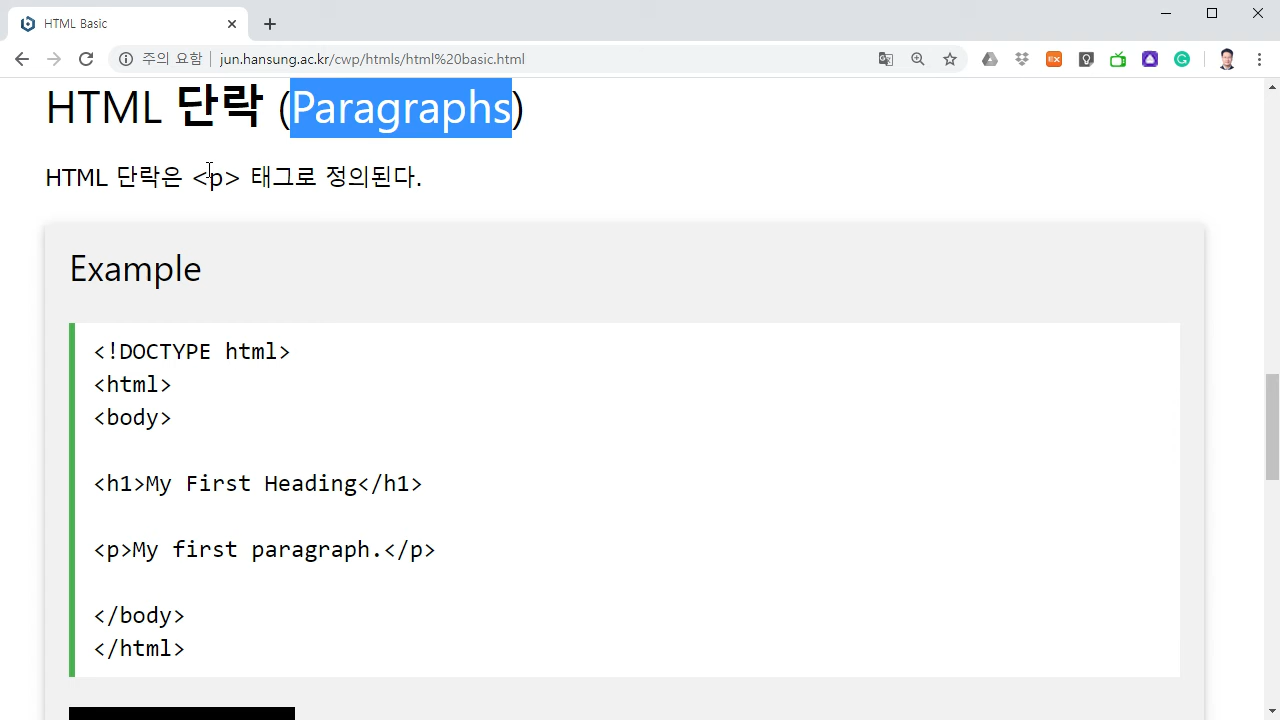 HTML Basic
주의 요함
jun.hansung.ac.kr/cwp/htmls/html%20basic.html
EX
HTML 단락 (Paragraphs)
HTML 단락은 <p> 태그로 정의된다.
Example
<!DOCTYPE html>
<html>
<body>
<h1>My First Heading</h1>
<p>My first paragraph.</p>
</body>
</html>